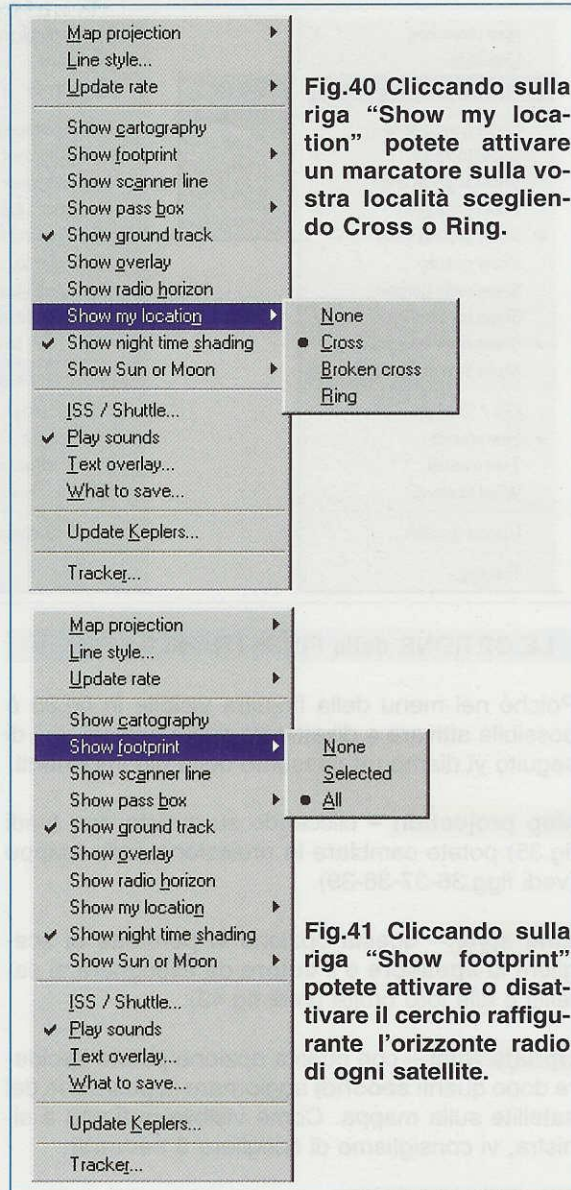 Map projection
Line style...
Update rate
Show cartography
Show footprint
Show scanner line
Show pass box
Show ground track
Show overlay
Show radio horizon
Show my location
Show night time shading
Show Sun or Moon
ISS / Shuttle...
Play sounds
Text overlay...
What to save...
Update Keplers...
Tracker...
None
Cross
Broken cross
Ring
Fig.40 Cliccando sulla
riga “Show my loca-
tion” potete attivare
un marcatore sulla vo-
stra località sceglien-
do Cross o Ring.
Map projection
Line style...
Update rate
Show cartography
Show footprint
Show scanner line
Show pass box
Show ground track
Show overlay
Show radio horizon
Show my location
Show night time shading
Show Sun or Moon
ISS / Shuttle...
Play sounds
Text overlay...
What to save...
Update Keplers...
Tracker...
None
Selected
All
Fig.41 Cliccando sulla
riga “Show footprint”
potete attivare o disat-
tivare il cerchio raffigu-
rante l’orizzonte radio
di ogni satellite.